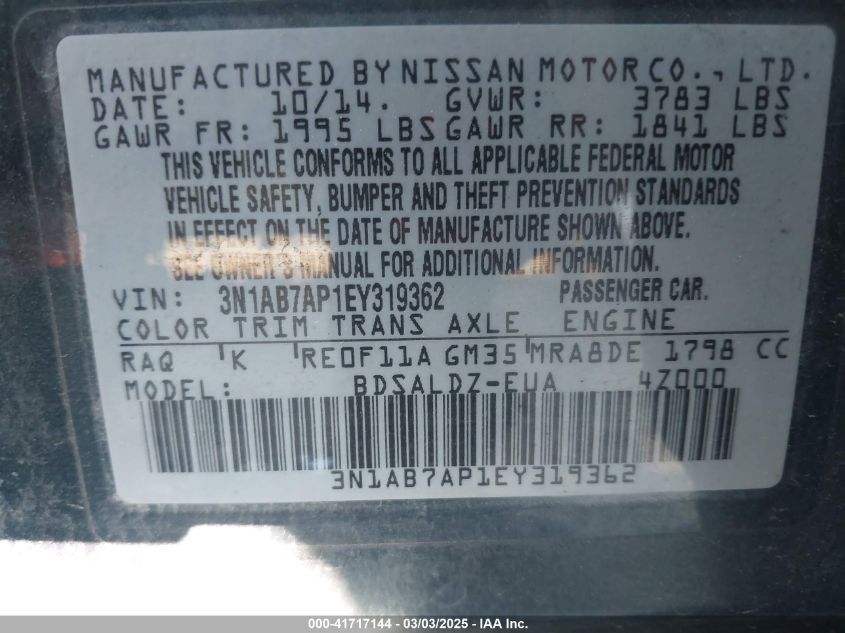 MANUFACTURED BY NISSAN MOTOR CO., LTD.
DATE: 10/14. GVWR: 3783 LBS
GAWR FR: 1995 LBS GAWR RR: 1841 LBS
THIS VEHICLE CONFORMS TO ALL APPLICABLE FEDERAL MOTOR
VEHICLE SAFETY, BUMPER AND THEFT PREVENTION STANDARDS
IN EFFECT ON THE DATE OF MANUFACTURE SHOWN ABOVE.
SEE OWNER'S MANUAL FOR ADDITIONAL INFORMATION.
VIN: 3N1AB7AP1EY319362 PASSENGER CAR.
COLOR TRIM TRANS AXLE ENGINE
RAQ K RE0F11A GM35 MRA8DE 1798 CC
MODEL: BDSALDZ-EUA 4Z000
3N1AB7AP1EY319362
000-41717144 - 03/03/2025 - IAAI, Inc.